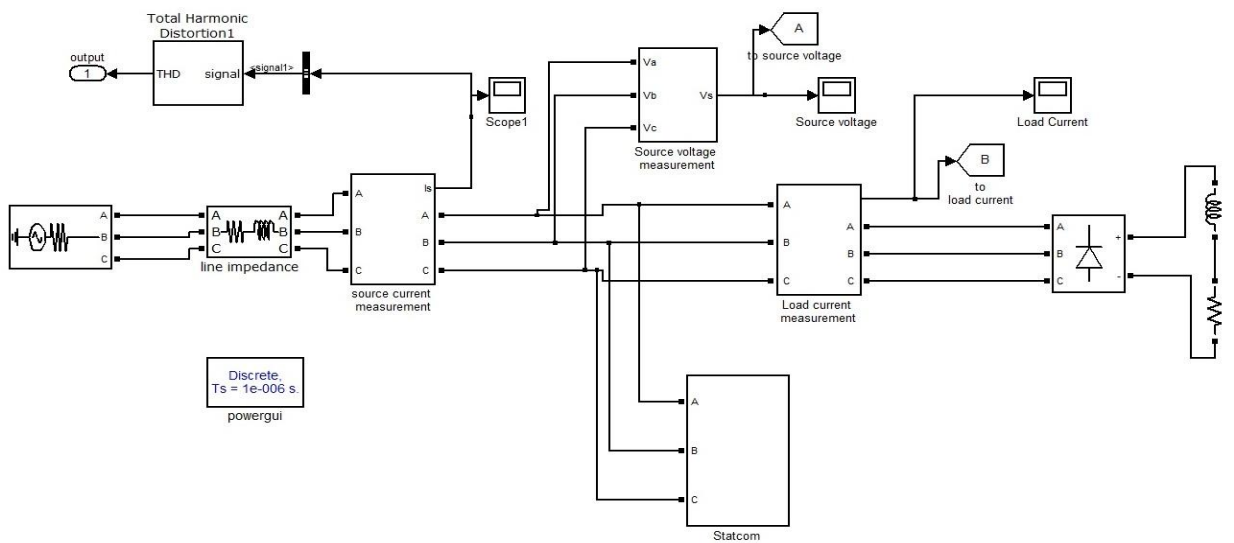 Total Harmonic
Distortion1
output
1
THD
signal
<signal1>
Scope1
Va
Vb
Vc
Vs
Source voltage
measurement
A
to source voltage
Source voltage
Load Current
B
to
load current
A
B
C
A
B
C
A
B
C
line impedance
A
B
C
Is
A
B
C
source current
measurement
A
B
C
A
B
C
Load current
measurement
A
B
C
+
-
Discrete,
Ts = 1e-006 s.
powergui
A
B
C
Statcom